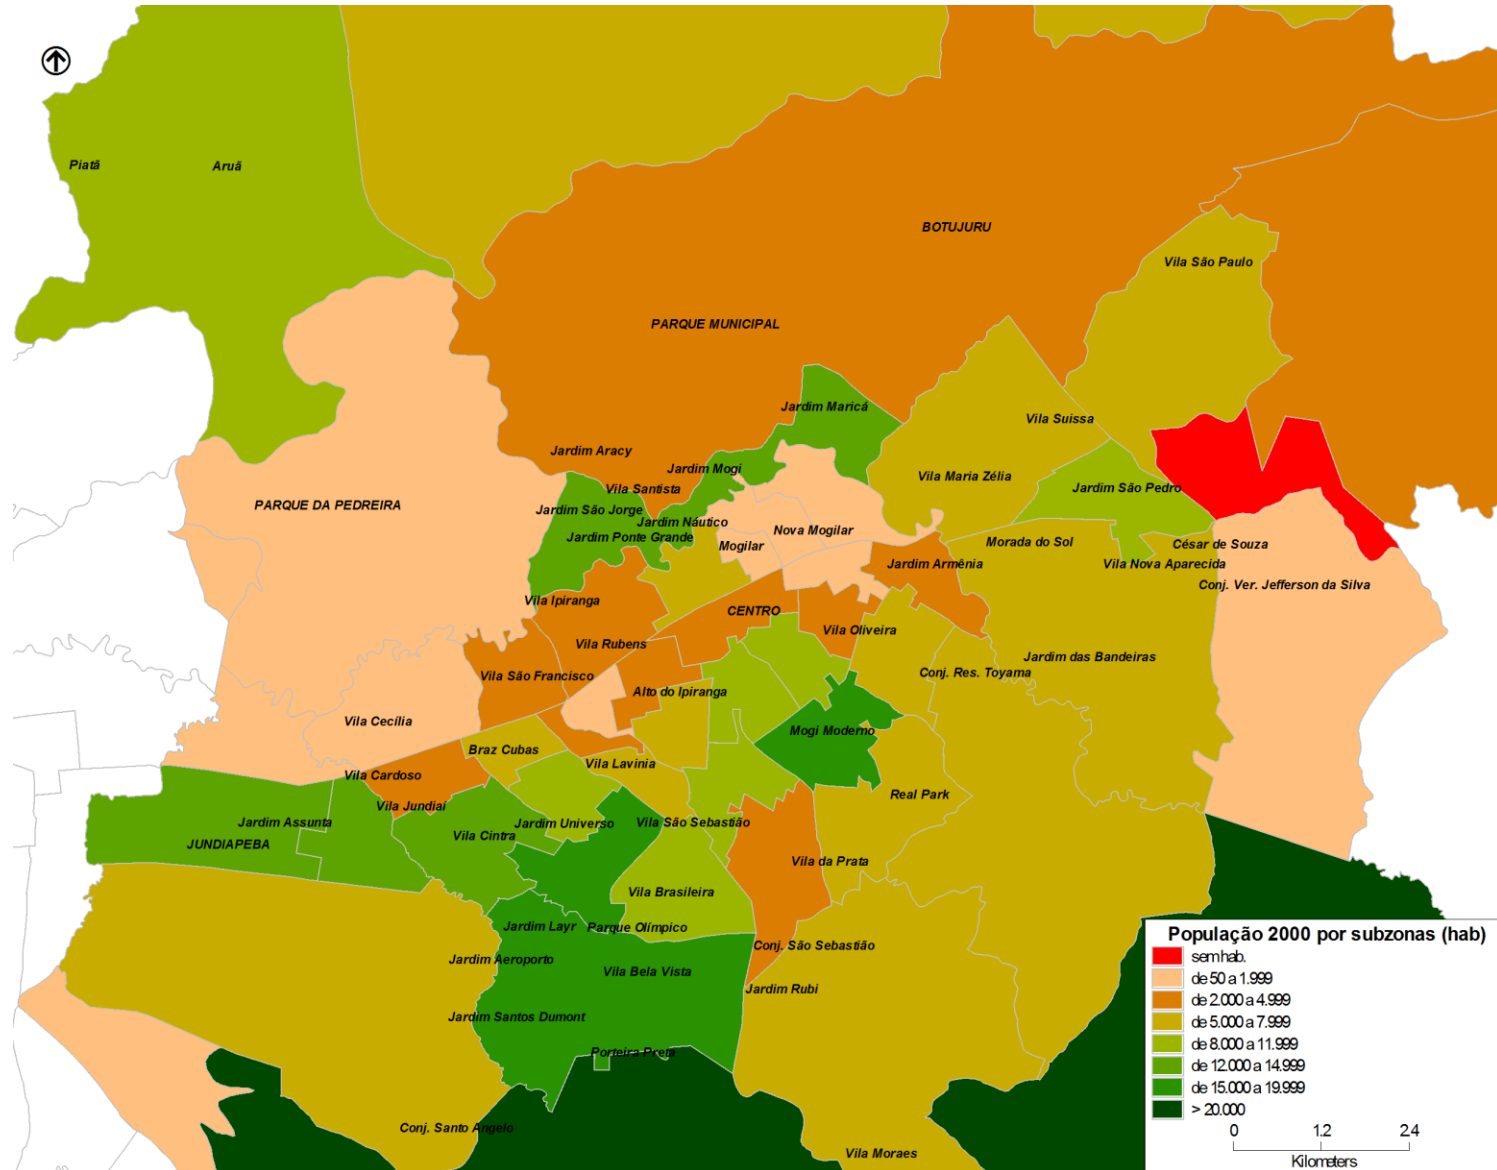 Piatã
Aruã
BOTUJURU
Vila São Paulo
PARQUE MUNICIPAL
Jardim Maricá
Vila Suissa
Jardim Aracy
Jardim Mogi
Vila Maria Zélia
Vila Santista
Jardim São Pedro
PARQUE DA PEDREIRA
Jardim São Jorge
Jardim Náutico
Nova Mogilar
Jardim Ponte Grande
Mogilar
Morada do Sol
César de Souza
Jardim Armênia
Vila Nova Aparecida
Conj. Ver. Jefferson da Silva
Vila Ipiranga
CENTRO
Vila Oliveira
Vila Rubens
Jardim das Bandeiras
Vila São Francisco
Conj. Res. Toyama
Alto do Ipiranga
Vila Cecília
Mogi Moderno
Braz Cubas
Vila Lavinia
Vila Cardoso
Real Park
Vila Jundiaí
Jardim Assunta
Jardim Universo
Vila São Sebastião
Vila Cintra
JUNDIAPEBA
Vila da Prata
Vila Brasileira
Jardim Layr
Parque Olímpico
Conj. São Sebastião
Jardim Aeroporto
Vila Bela Vista
Jardim Rubi
Jardim Santos Dumont
Porteira Preta
Conj. Santo Angelo
Vila Moraes
População 2000 por subzonas (hab)
sem hab.
de 50 a 1.999
de 2.000 a 4.999
de 5.000 a 7.999
de 8.000 a 11.999
de 12.000 a 14.999
de 15.000 a 19.999
> 20.000
0 1.2 2.4
Kilometers